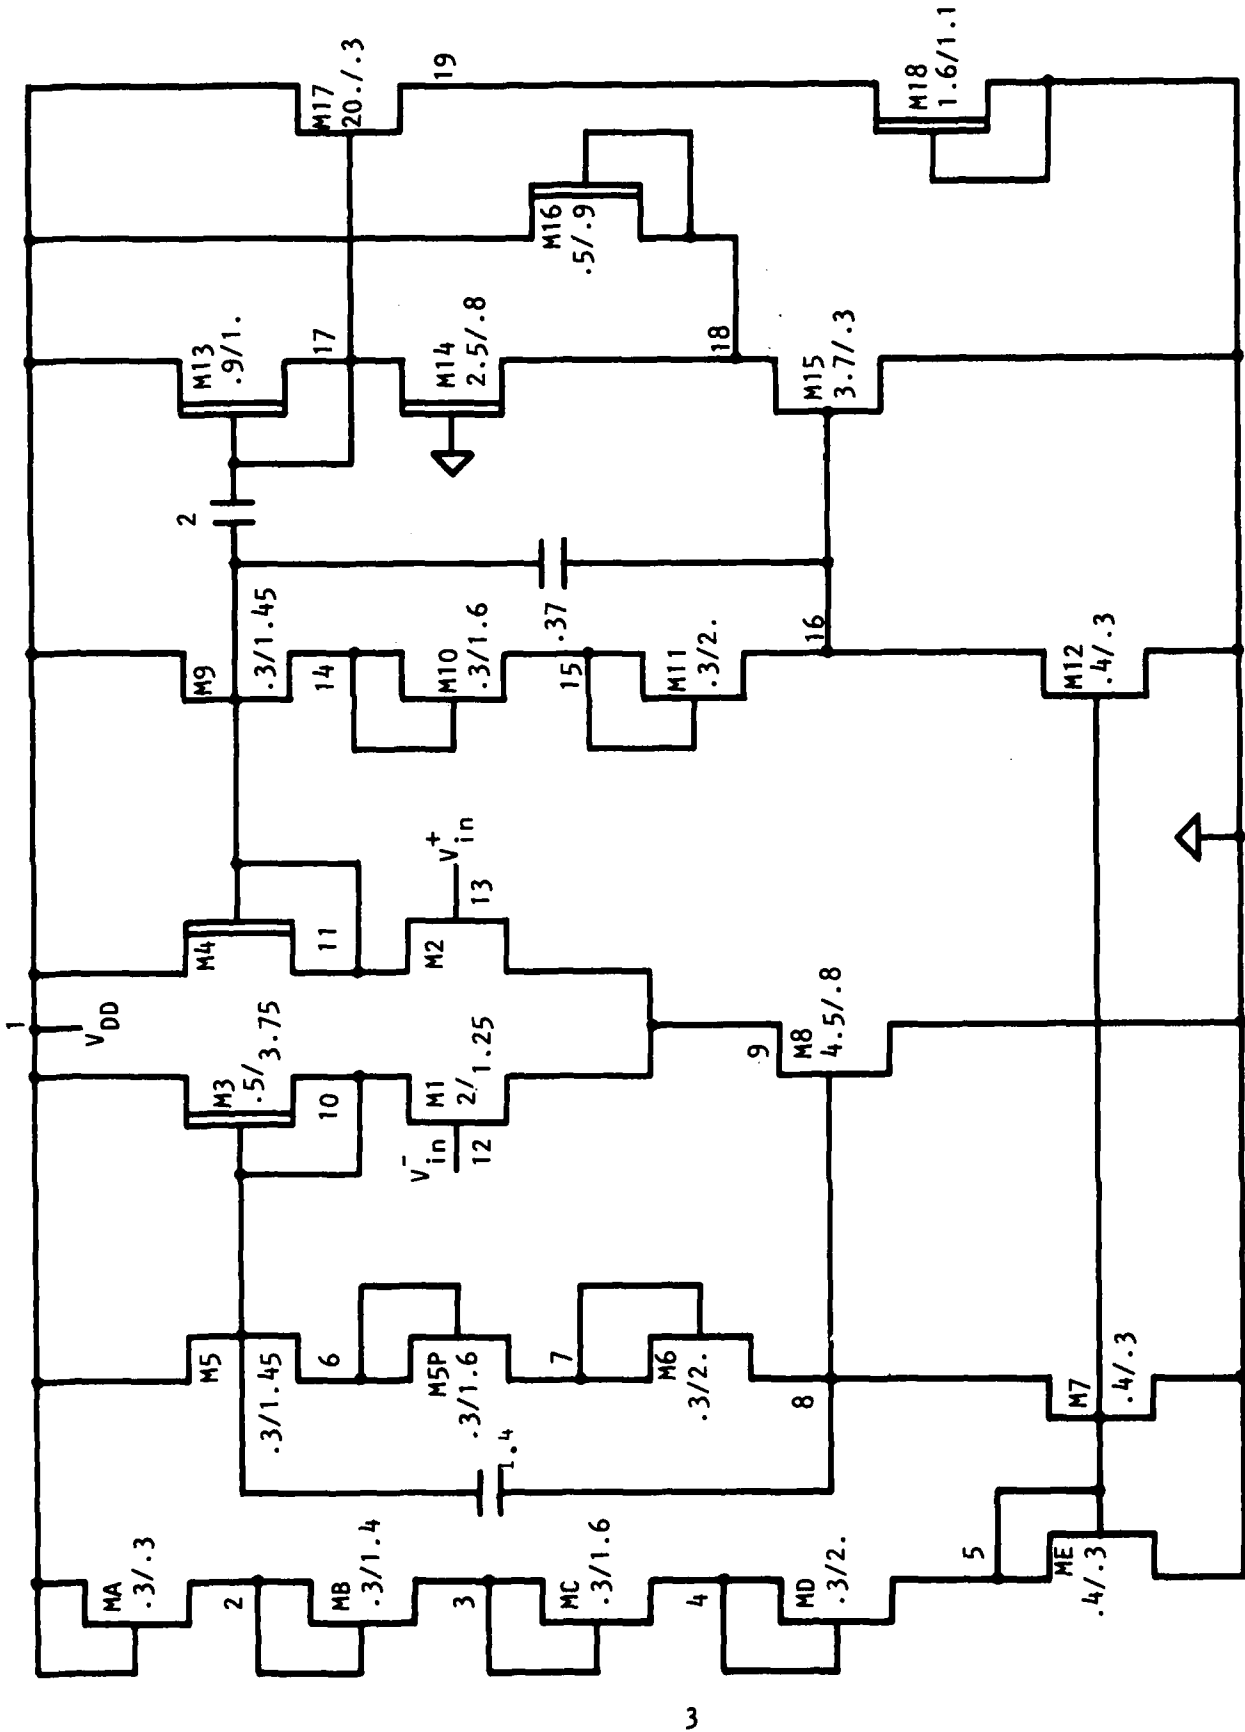 1
V DD
MA
.3/.3
2
MB
.3/1.4
3
MC
.3/1.6
4
MD
.3/2.
5
ME
.4/.3
M5
.3/1.45
6
M5P
.3/1.6
7
M6
.3/2.
8
M7
.4/.3
1.4
M3
.5/3.75
10
M1
2/1.25
V-in
12
M4
11
M2
V+in
13
9
M8
4.5/.8
M9
.3/1.45
14
M10
.3/1.6
15
M11
.3/2.
16
M12
.4/.3
.37
2
M13
.9/1.
17
M14
2.5/.8
18
M15
3.7/.3
M16
.5/.9
M17
20./.3
19
M18
1.6/1.1
3